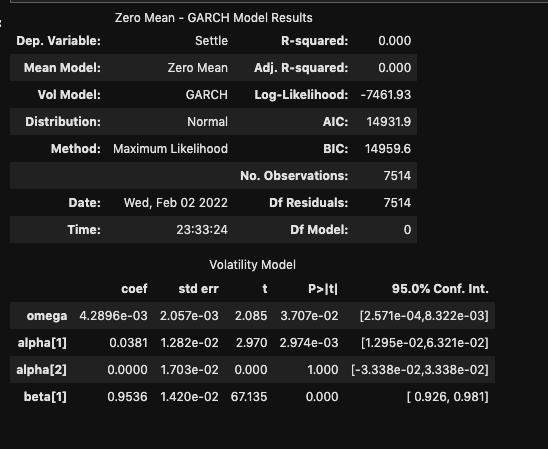 Zero Mean - GARCH Model Results
Dep. Variable: Settle R-squared: 0.000
Mean Model: Zero Mean Adj. R-squared: 0.000
Vol Model: GARCH Log-Likelihood: -7461.93
Distribution: Normal AIC: 14931.9
Method: Maximum Likelihood BIC: 14959.6
No. Observations: 7514
Date: Wed, Feb 02 2022 Df Residuals: 7514
Time: 23:33:24 Df Model: 0
Volatility Model
coef std err t P>|t| 95.0% Conf. Int.
omega 4.2896e-03 2.057e-03 2.085 3.707e-02 [2.571e-04,8.322e-03]
alpha[1] 0.0381 1.282e-02 2.970 2.974e-03 [1.295e-02,6.321e-02]
alpha[2] 0.0000 1.703e-02 0.000 1.000 [-3.338e-02,3.338e-02]
beta[1] 0.9536 1.420e-02 67.135 0.000 [ 0.926, 0.981]